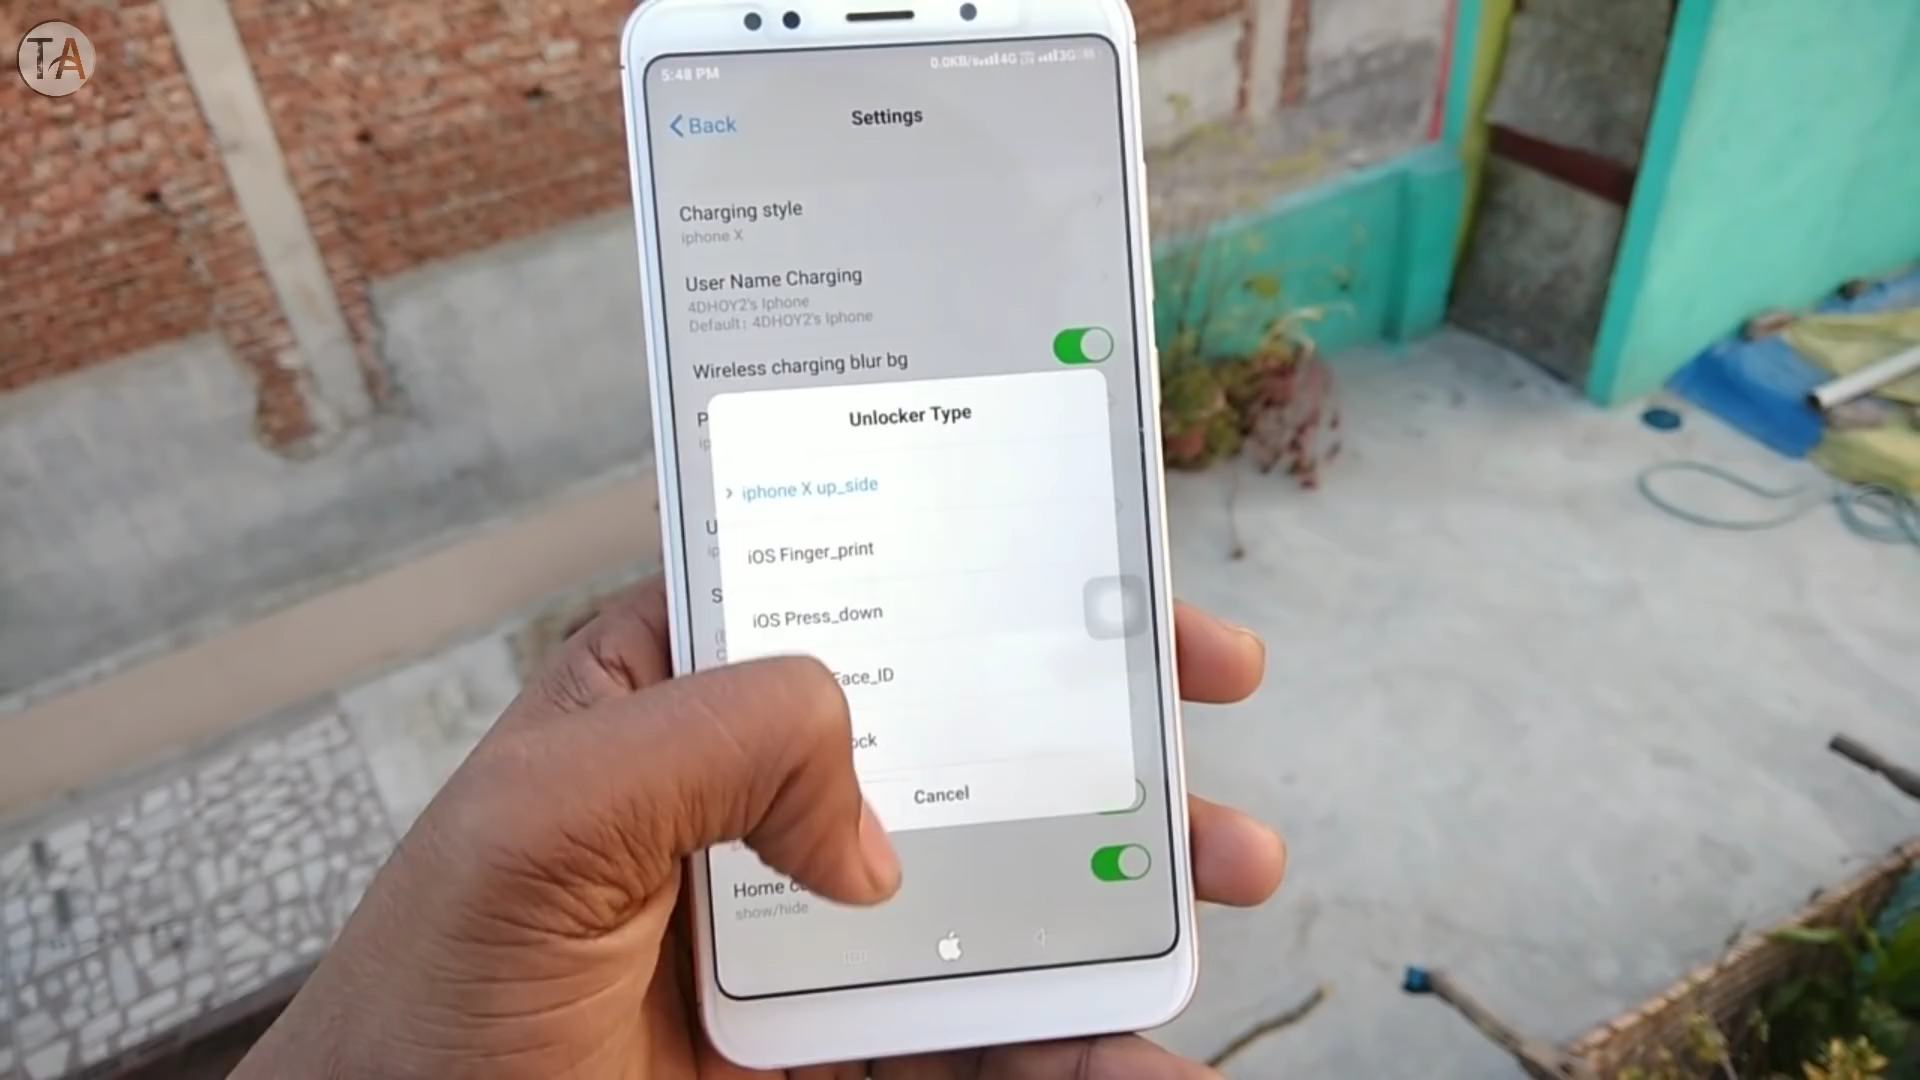 TA
5:48 PM
0.0KB/s 4G 3G
Back
Settings
Charging style
iphone X
User Name Charging
4DHOY2's Iphone
Default: 4DHOY2's Iphone
Wireless charging blur bg
Unlocker Type
iphone X up_side
iOS Finger_print
iOS Press_down
Face_ID
Cancel
Home
show/hide